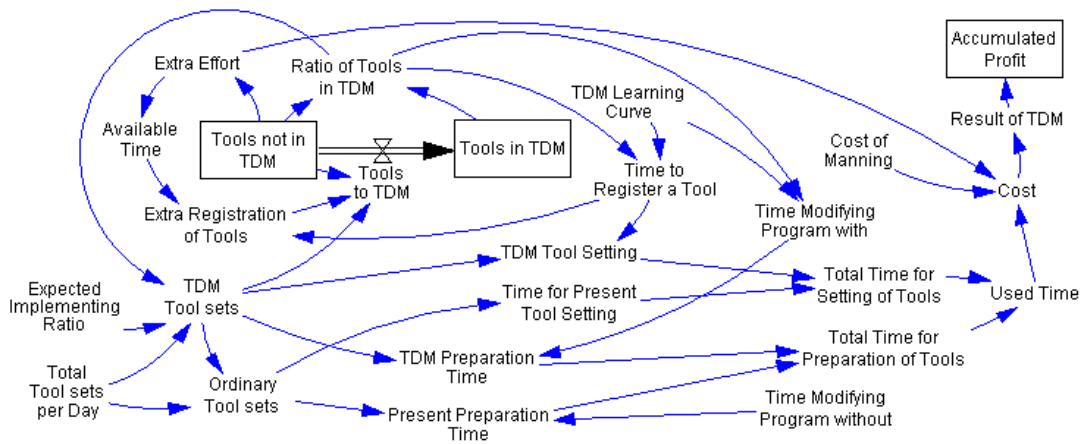 Accumulated
Profit
Extra Effort
Ratio of Tools
in TDM
TDM Learning
Curve
Result of TDM
Available
Time
Tools not in
TDM
Tools in TDM
Cost of
Manning
Tools
to TDM
Time to
Register a Tool
Cost
Extra Registration
of Tools
Time Modifying
Program with
TDM Tool Setting
Expected
Implementing
Ratio
TDM
Tool sets
Time for Present
Tool Setting
Total Time for
Setting of Tools
Used Time
TDM Preparation
Time
Total Time for
Preparation of Tools
Total
Tool sets
per Day
Ordinary
Tool sets
Present Preparation
Time
Time Modifying
Program without